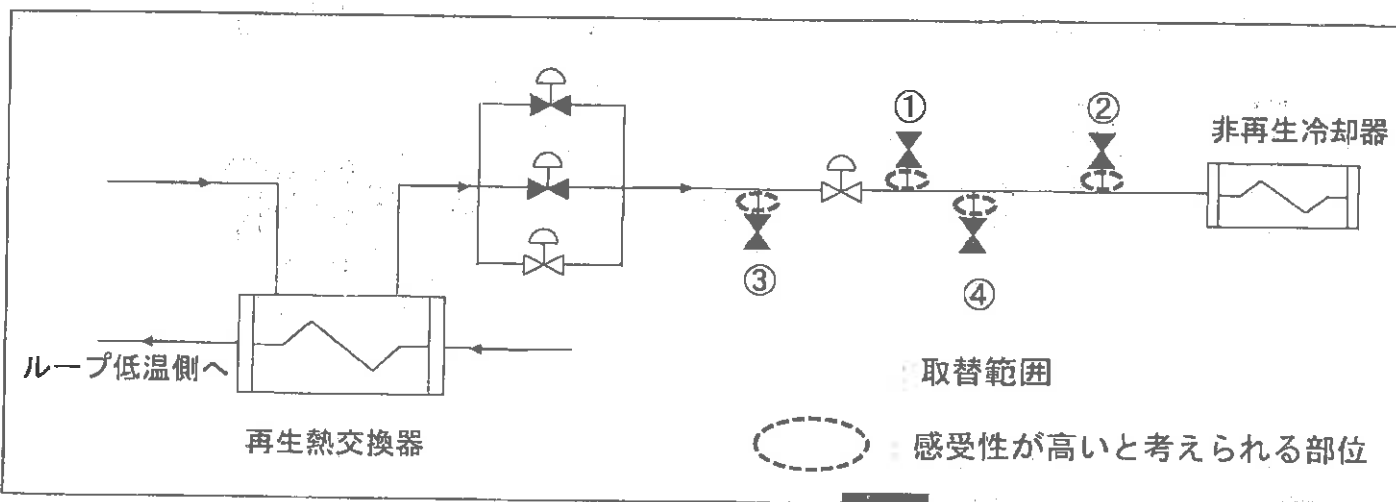 ①
②
非再生冷却器
③
④
ループ低温側へ
取替範囲
再生熱交換器
: 感受性が高いと考えられる部位